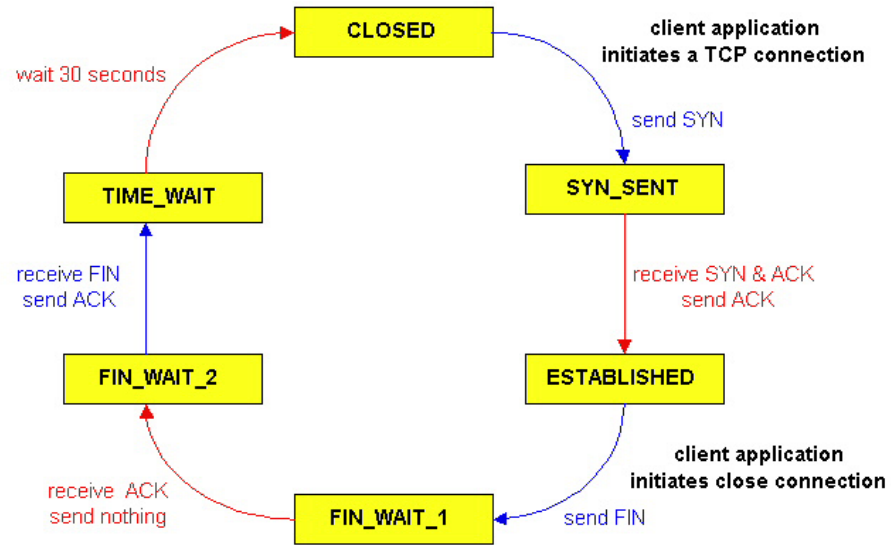 CLOSED
client application
initiates a TCP connection
wait 30 seconds
send SYN
TIME_WAIT
SYN_SENT
receive FIN
send ACK
receive SYN & ACK
send ACK
FIN_WAIT_2
ESTABLISHED
client application
initiates close connection
receive ACK
send nothing
FIN_WAIT_1
send FIN